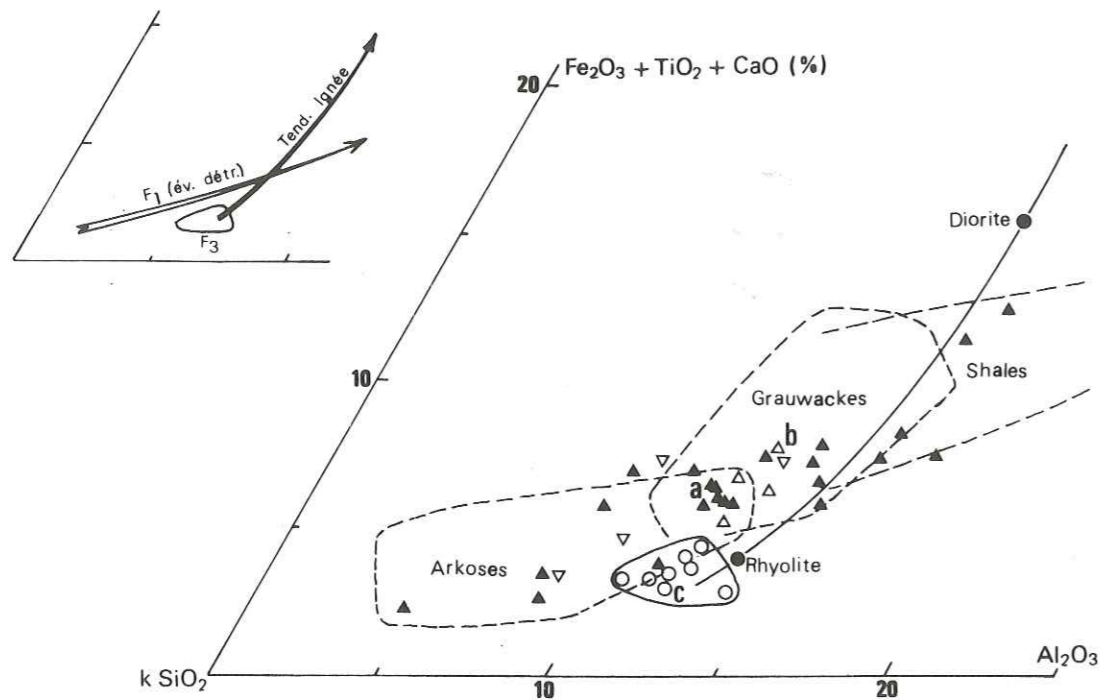 Tend. Ignée
F1 (év. détr.)
F3
Fe2O3 + TiO2 + CaO (%)
20
Diorite
10
Shales
Grauwackes
b
a
Arkoses
Rhyolite
c
k SiO2
10
20
Al2O3